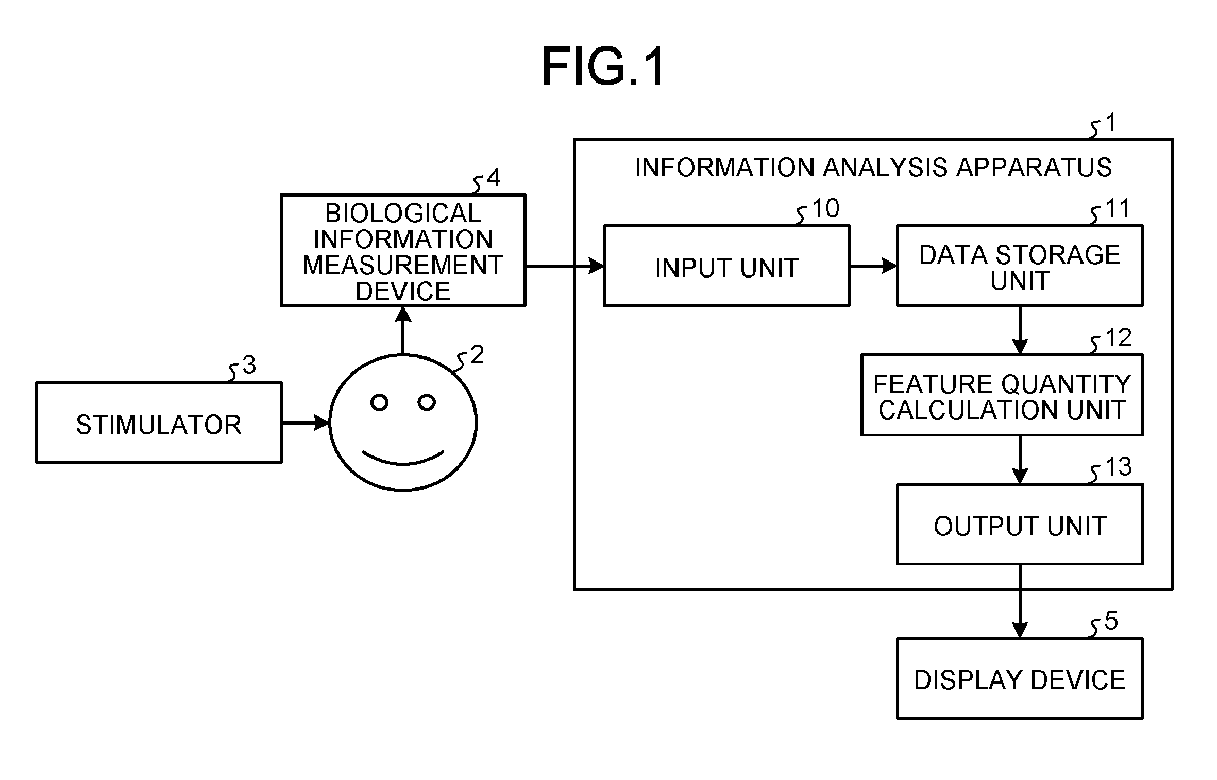 FIG.1
1
INFORMATION ANALYSIS APPARATUS
4
BIOLOGICAL
INFORMATION
MEASUREMENT
DEVICE
10
INPUT UNIT
11
DATA STORAGE
UNIT
3
STIMULATOR
2
12
FEATURE QUANTITY
CALCULATION UNIT
13
OUTPUT UNIT
5
DISPLAY DEVICE